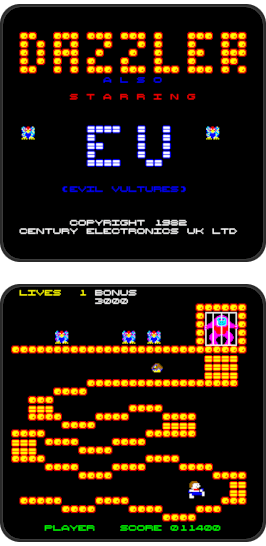 DAZZLER
ALSO
STARRING
EV
(EVIL VULTURES)
COPYRIGHT 1982
CENTURY ELECTRONICS UK LTD
LIVES 1 BONUS
3000
PLAYER SCORE 011400